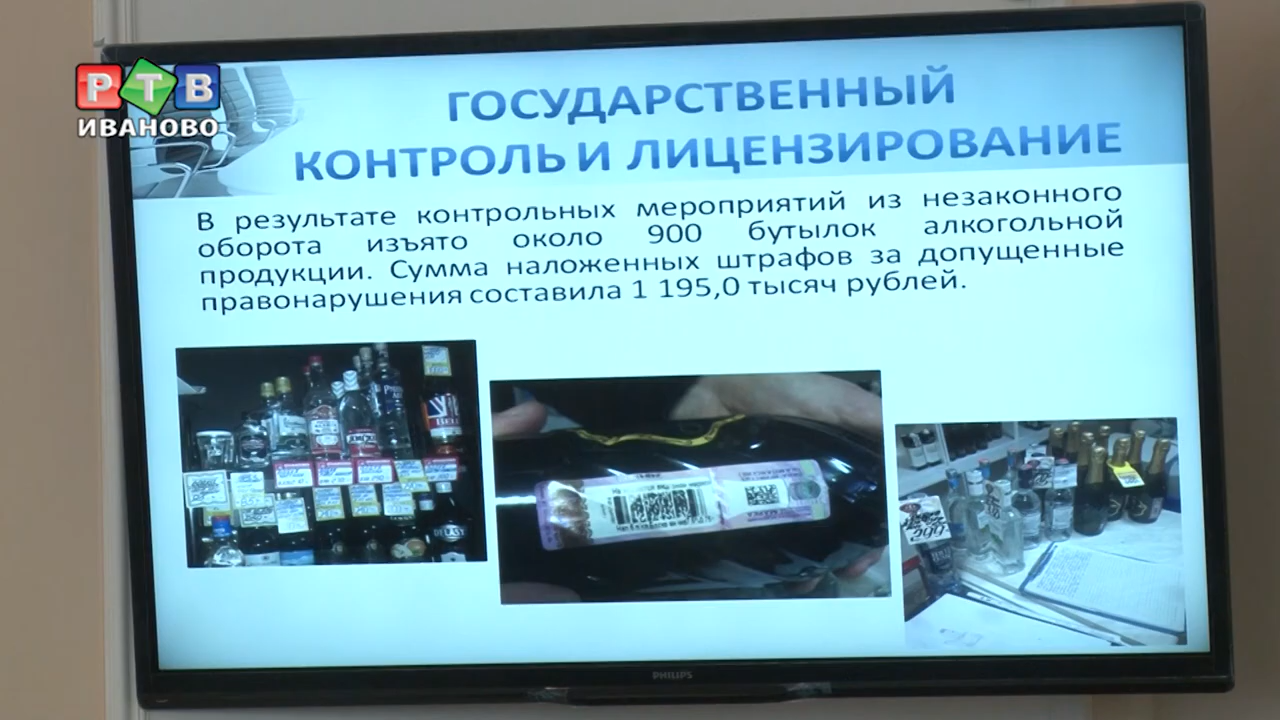 РТВ
ИВАНОВО
ГОСУДАРСТВЕННЫЙ
КОНТРОЛЬ И ЛИЦЕНЗИРОВАНИЕ
В результате контрольных мероприятий из незаконного
оборота изъято около 900 бутылок алкогольной
продукции. Сумма наложенных штрафов за допущенные
правонарушения составила 1 195,0 тысяч рублей.
PHILIPS